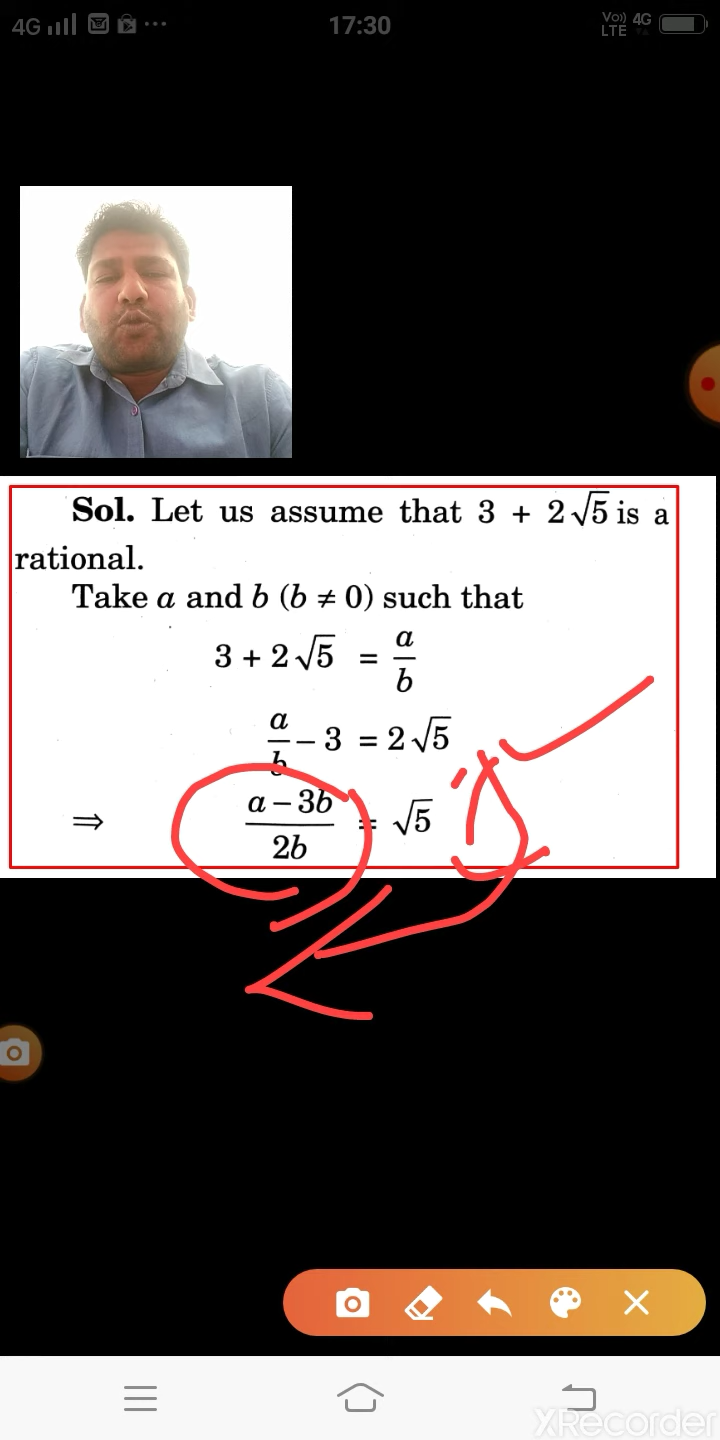 4G 17:30 Vo)) LTE 4G
Sol. Let us assume that 3 + 2√5 is a
rational.
Take a and b (b ≠ 0) such that
3 + 2√5 = a/b
a/b − 3 = 2√5
⇒ (a − 3b)/2b = √5
XRecorder